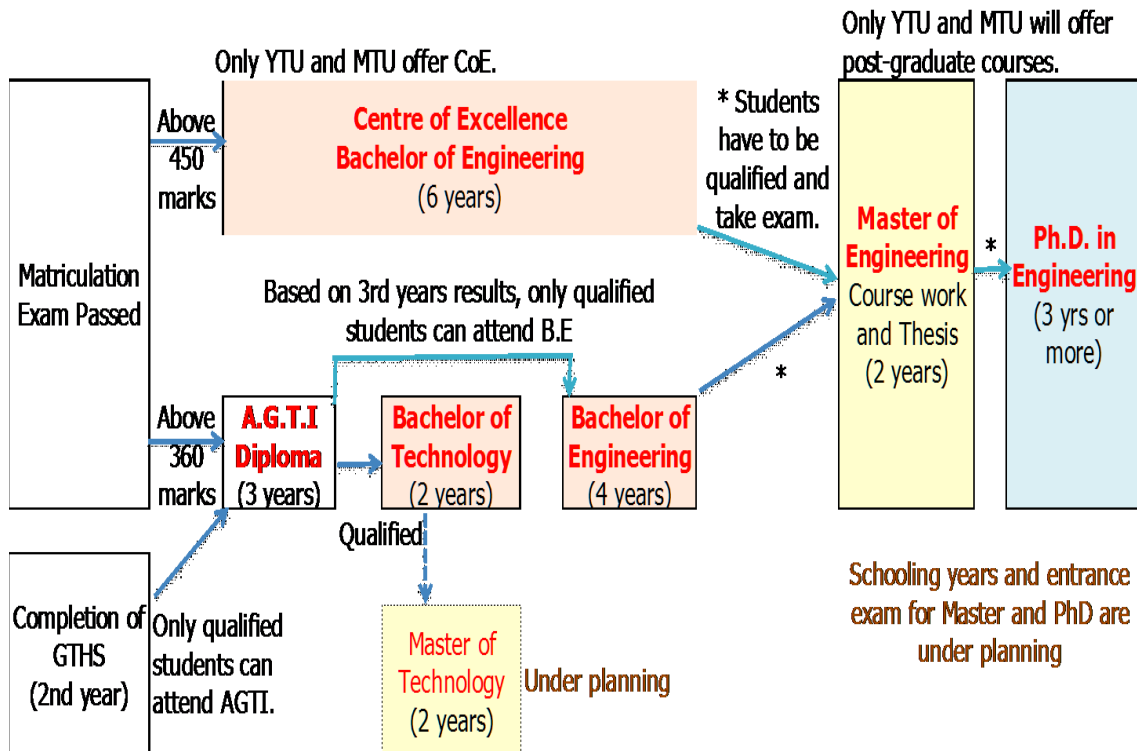 Only YTU and MTU offer CoE.
Only YTU and MTU will offer
post-graduate courses.
Matriculation
Exam Passed
Above
450
marks
Centre of Excellence
Bachelor of Engineering
(6 years)
* Students
have to be
qualified and
take exam.
Master of
Engineering
Course work
and Thesis
(2 years)
*
Ph.D. in
Engineering
(3 yrs or
more)
Based on 3rd years results, only qualified
students can attend B.E
*
Above
360
marks
A.G.T.I
Diploma
(3 years)
Bachelor of
Technology
(2 years)
Bachelor of
Engineering
(4 years)
Qualified
Completion of
GTHS
(2nd year)
Only qualified
students can
attend AGTI.
Master of
Technology
(2 years)
Under planning
Schooling years and entrance
exam for Master and PhD are
under planning